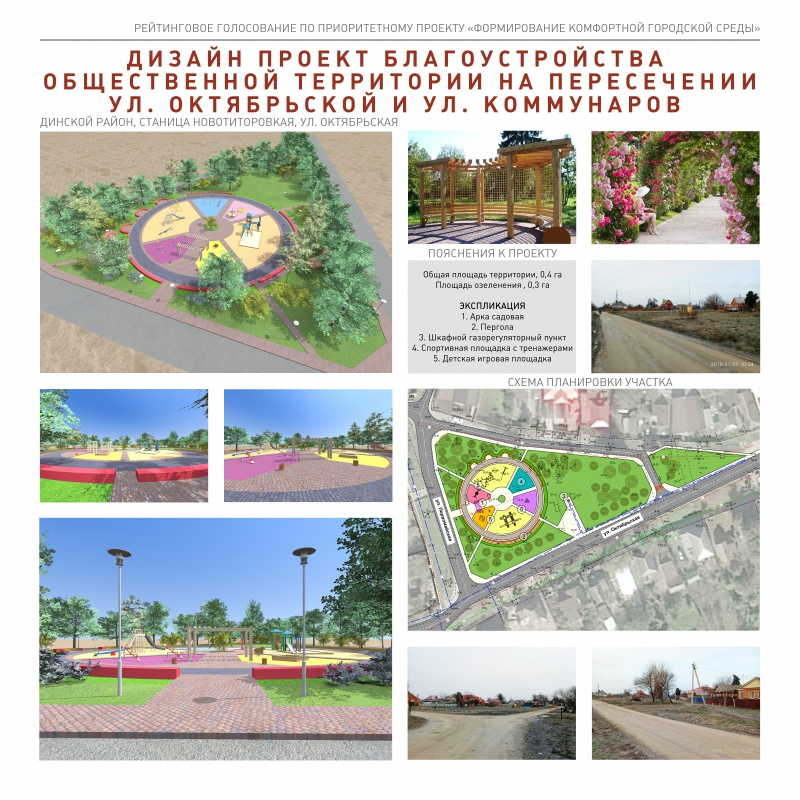 РЕЙТИНГОВОЕ ГОЛОСОВАНИЕ ПО ПРИОРИТЕТНОМУ ПРОЕКТУ «ФОРМИРОВАНИЕ КОМФОРТНОЙ ГОРОДСКОЙ СРЕДЫ»
ДИЗАЙН ПРОЕКТ БЛАГОУСТРОЙСТВА
ОБЩЕСТВЕННОЙ ТЕРРИТОРИИ НА ПЕРЕСЕЧЕНИИ
УЛ. ОКТЯБРЬСКОЙ И УЛ. КОММУНАРОВ
ДИНСКОЙ РАЙОН, СТАНИЦА НОВОТИТОРОВКАЯ, УЛ. ОКТЯБРЬСКАЯ
ПОЯСНЕНИЯ К ПРОЕКТУ
Общая площадь территории, 0,4 га
Площадь озеленения , 0,3 га
ЭКСПЛИКАЦИЯ
1. Арка садовая
2. Пергола
3. Шкафной газорегуляторный пункт
4. Спортивная площадка с тренажерами
5. Детская игровая площадка
СХЕМА ПЛАНИРОВКИ УЧАСТКА
ул. Октябрьская